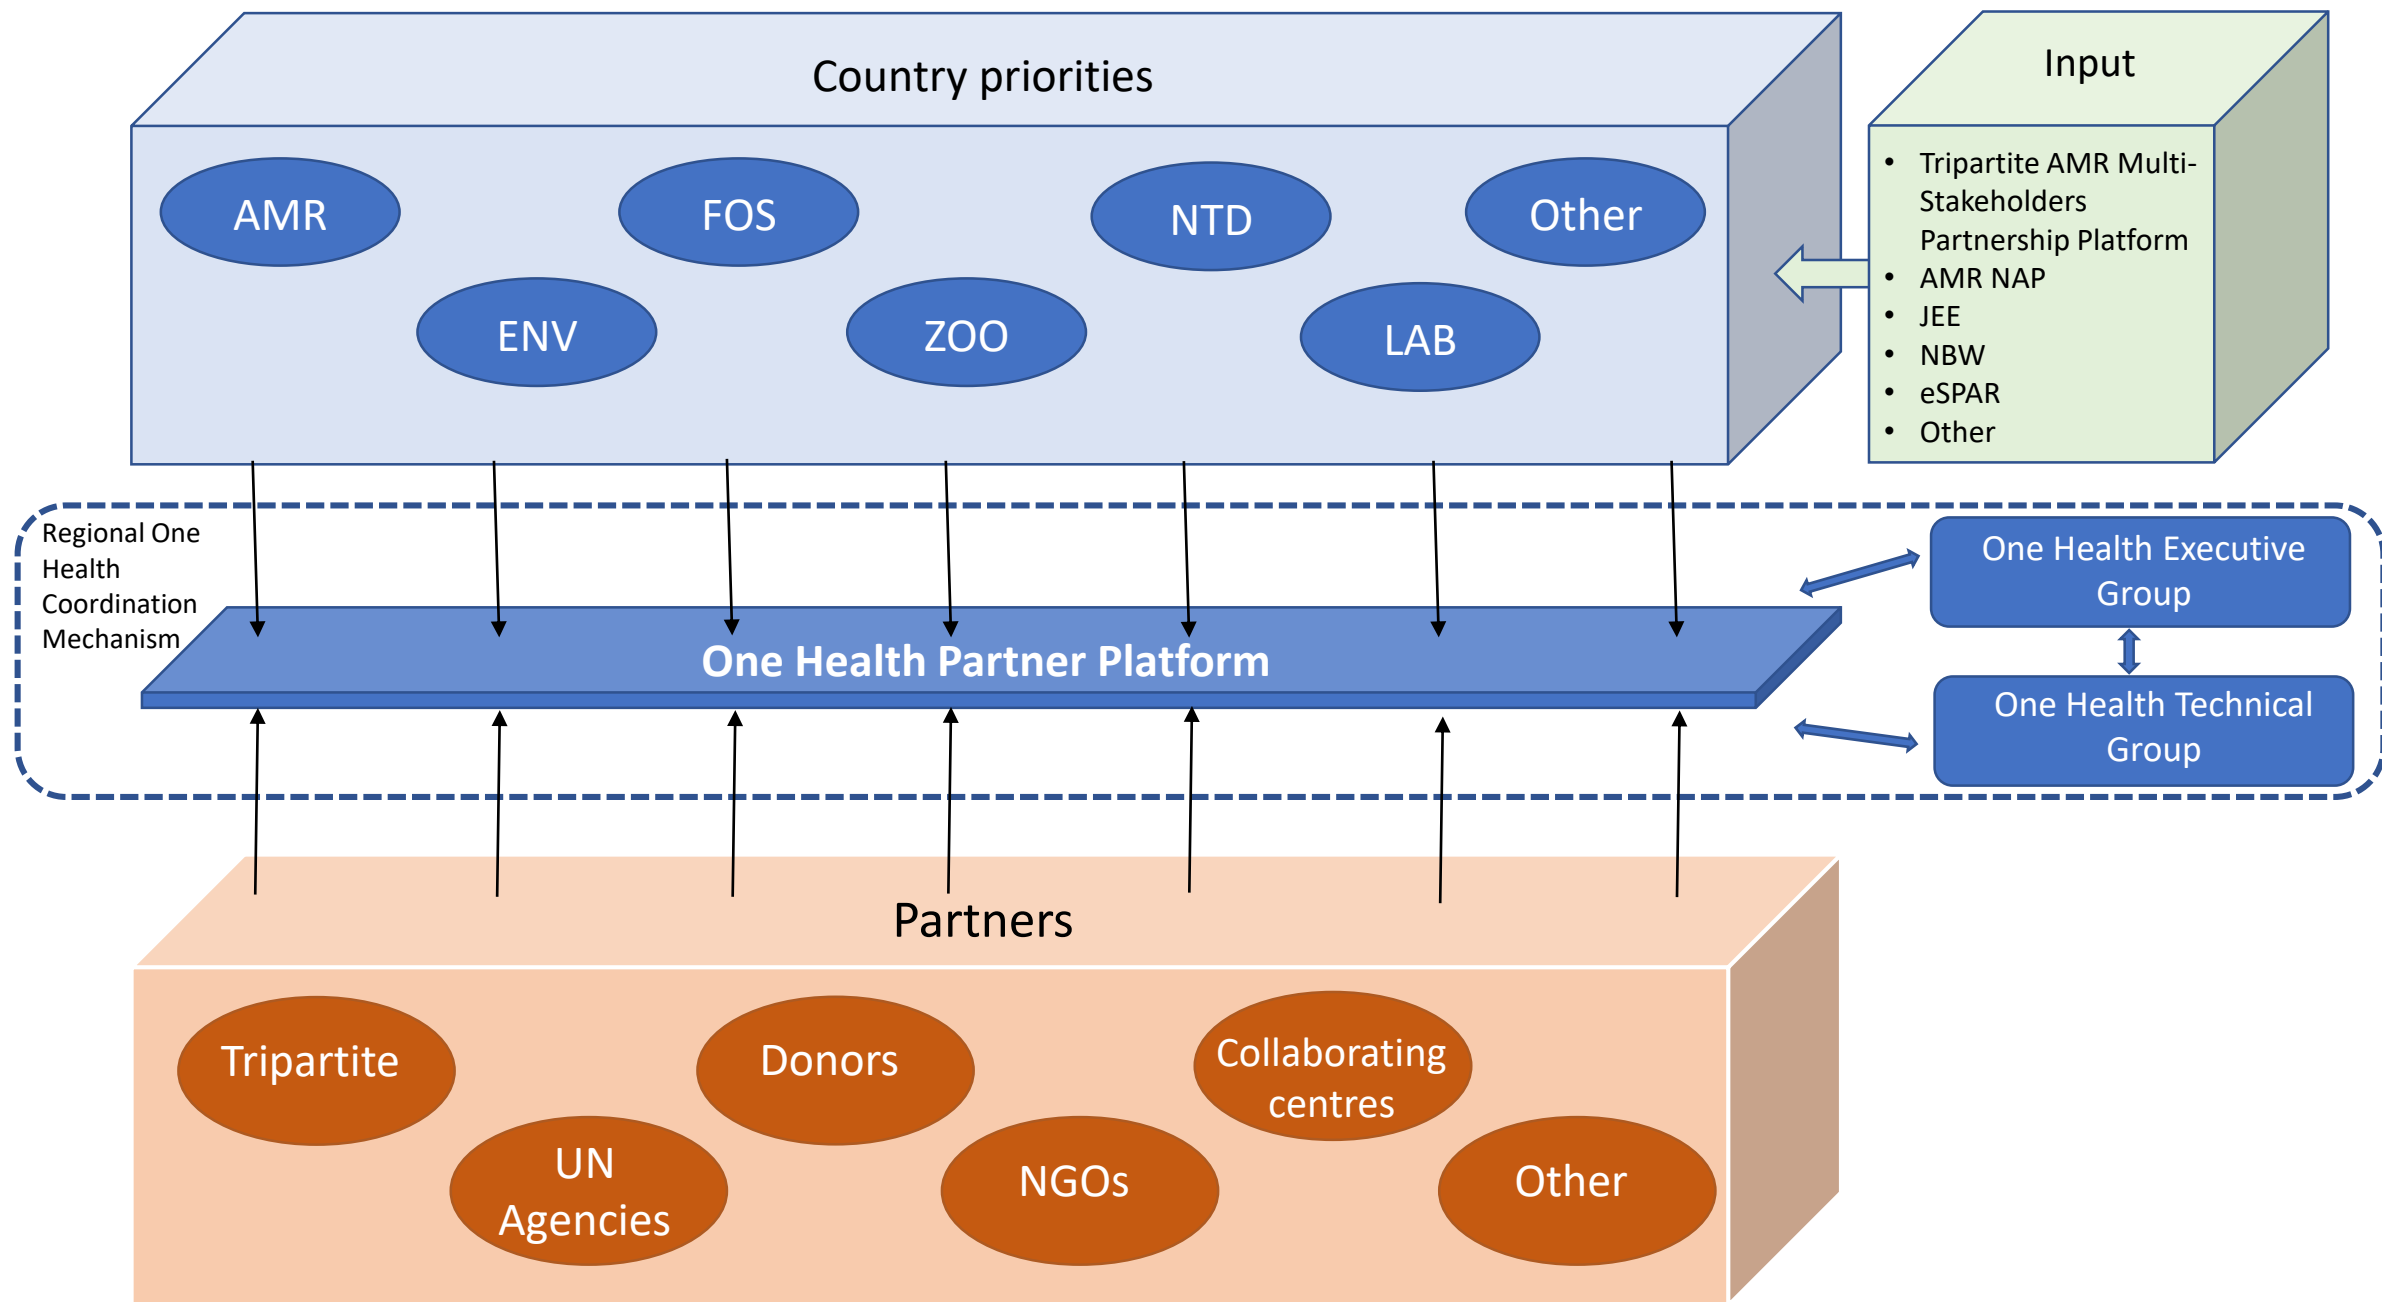 Country priorities
AMR
FOS
NTD
Other
ENV
ZOO
LAB
Input
• Tripartite AMR Multi-
Stakeholders
Partnership Platform
• AMR NAP
• JEE
• NBW
• eSPAR
• Other
Regional One
Health
Coordination
Mechanism
One Health Partner Platform
One Health Executive
Group
One Health Technical
Group
Partners
Tripartite
Donors
Collaborating
centres
UN
Agencies
NGOs
Other